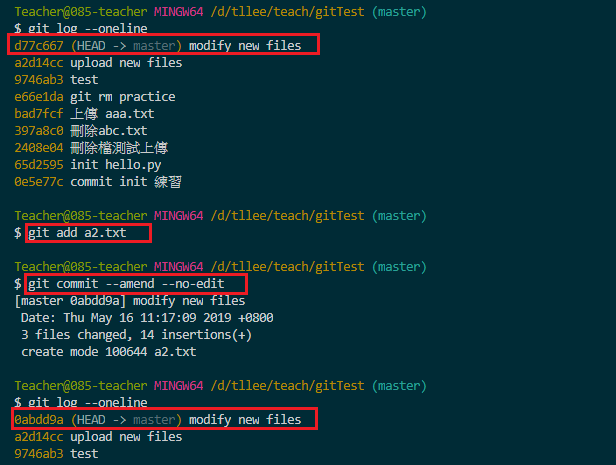 Teacher@085-teacher MINGW64 /d/tllee/teach/gitTest (master)
$ git log --oneline
d77c667 (HEAD -> master) modify new files
a2d14cc upload new files
9746ab3 test
e66e1da git rm practice
bad7fcf 上傳 aaa.txt
397a8c0 刪除abc.txt
2408e04 刪除檔測試上傳
65d2595 init hello.py
0e5e77c commit init 練習
Teacher@085-teacher MINGW64 /d/tllee/teach/gitTest (master)
$ git add a2.txt
Teacher@085-teacher MINGW64 /d/tllee/teach/gitTest (master)
$ git commit --amend --no-edit
[master 0abdd9a] modify new files
Date: Thu May 16 11:17:09 2019 +0800
3 files changed, 14 insertions(+)
create mode 100644 a2.txt
Teacher@085-teacher MINGW64 /d/tllee/teach/gitTest (master)
$ git log --oneline
0abdd9a (HEAD -> master) modify new files
a2d14cc upload new files
9746ab3 test